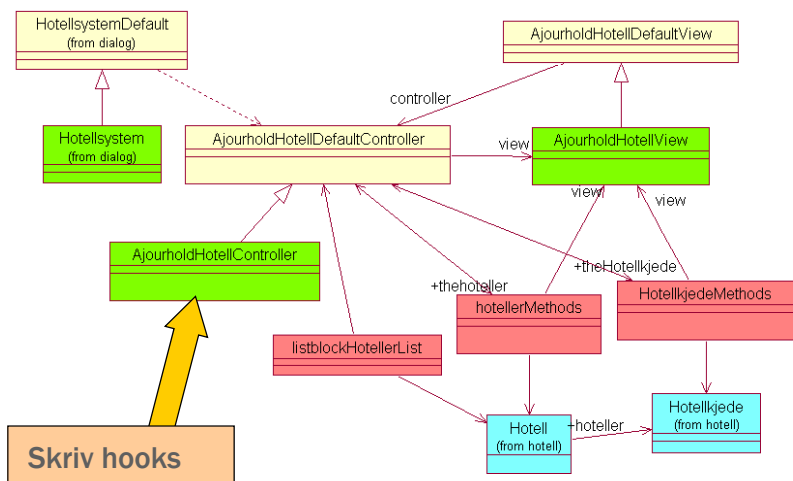 HotellsystemDefault
(from dialog)
AjourholdHotellDefaultView
controller
Hotellsystem
(from dialog)
AjourholdHotellDefaultController
view
AjourholdHotellView
view
view
AjourholdHotellController
+thehoteller
+theHotellkjede
hotellerMethods
HotellkjedeMethods
listblockHotellerList
Hotell
(from hotell)
+hoteller
Hotellkjede
(from hotell)
Skriv hooks